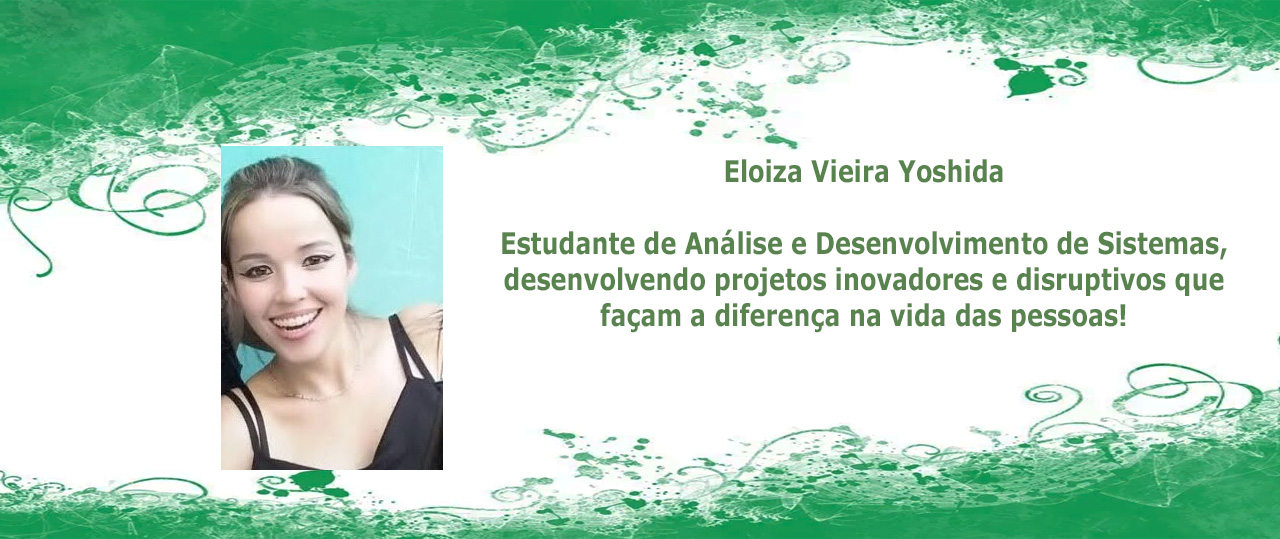 Eloiza Vieira Yoshida
Estudante de Análise e Desenvolvimento de Sistemas,
desenvolvendo projetos inovadores e disruptivos que
façam a diferença na vida das pessoas!